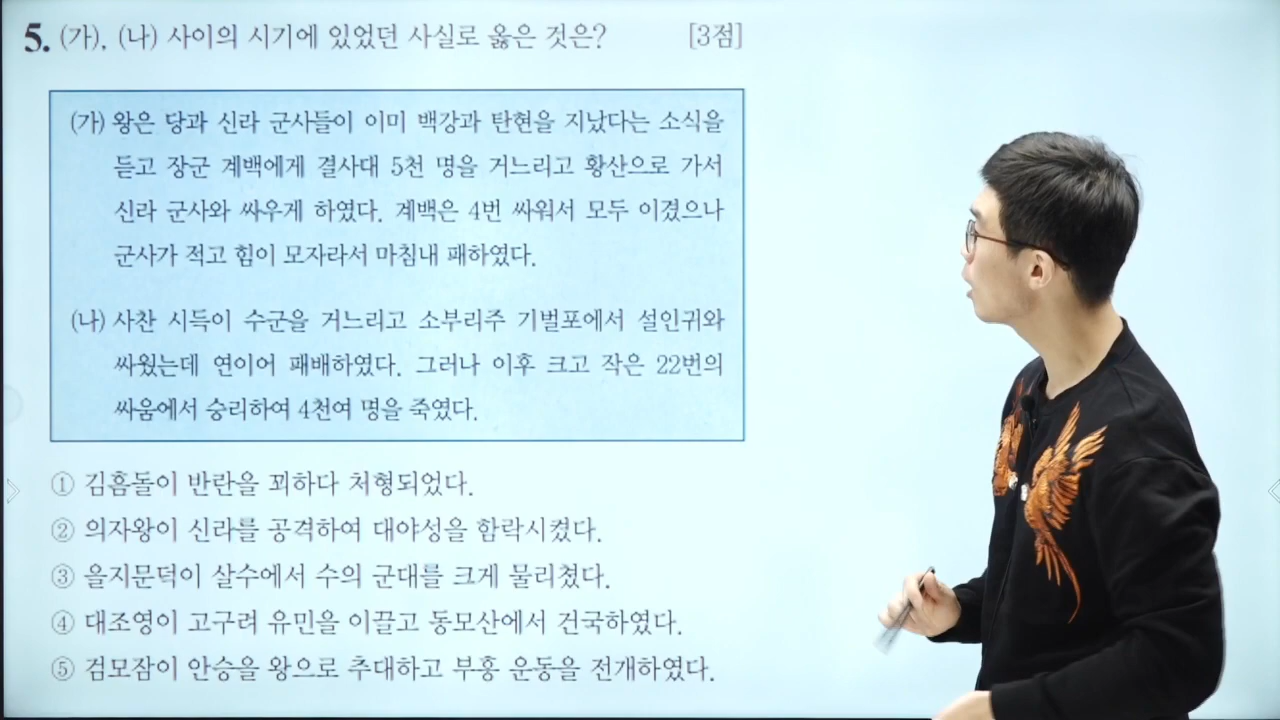 5. (가), (나) 사이의 시기에 있었던 사실로 옳은 것은? [3점]
(가) 왕은 당과 신라 군사들이 이미 백강과 탄현을 지났다는 소식을
듣고 장군 계백에게 결사대 5천 명을 거느리고 황산으로 가서
신라 군사와 싸우게 하였다. 계백은 4번 싸워서 모두 이겼으나
군사가 적고 힘이 모자라서 마침내 패하였다.
(나) 사찬 시득이 수군을 거느리고 소부리주 기벌포에서 설인귀와
싸웠는데 연이어 패배하였다. 그러나 이후 크고 작은 22번의
싸움에서 승리하여 4천여 명을 죽였다.
① 김흠돌이 반란을 꾀하다 처형되었다.
② 의자왕이 신라를 공격하여 대야성을 함락시켰다.
③ 을지문덕이 살수에서 수의 군대를 크게 물리쳤다.
④ 대조영이 고구려 유민을 이끌고 동모산에서 건국하였다.
⑤ 검모잠이 안승을 왕으로 추대하고 부흥 운동을 전개하였다.